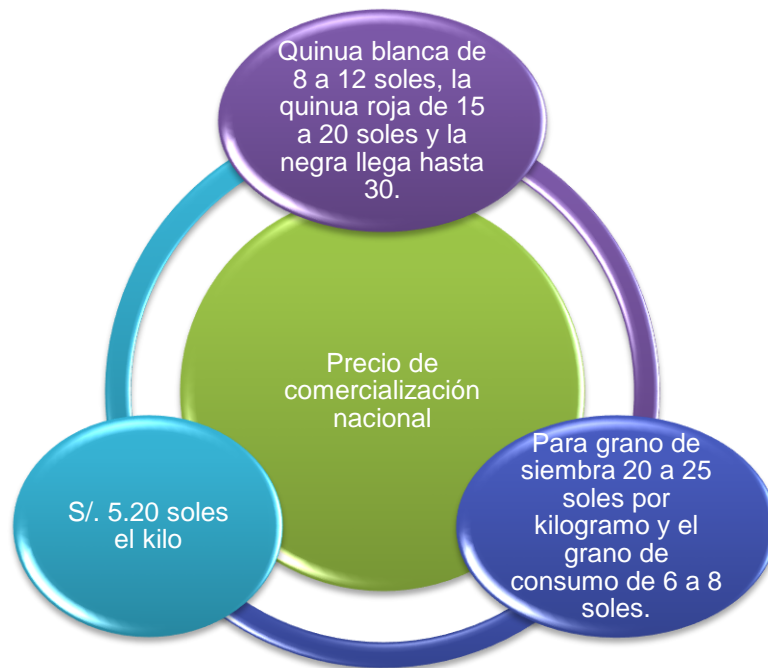 Quinua blanca de
8 a 12 soles, la
quinua roja de 15
a 20 soles y la
negra llega hasta
30.
Precio de
comercialización
nacional
S/. 5.20 soles
el kilo
Para grano de
siembra 20 a 25
soles por
kilogramo y el
grano de
consumo de 6 a 8
soles.